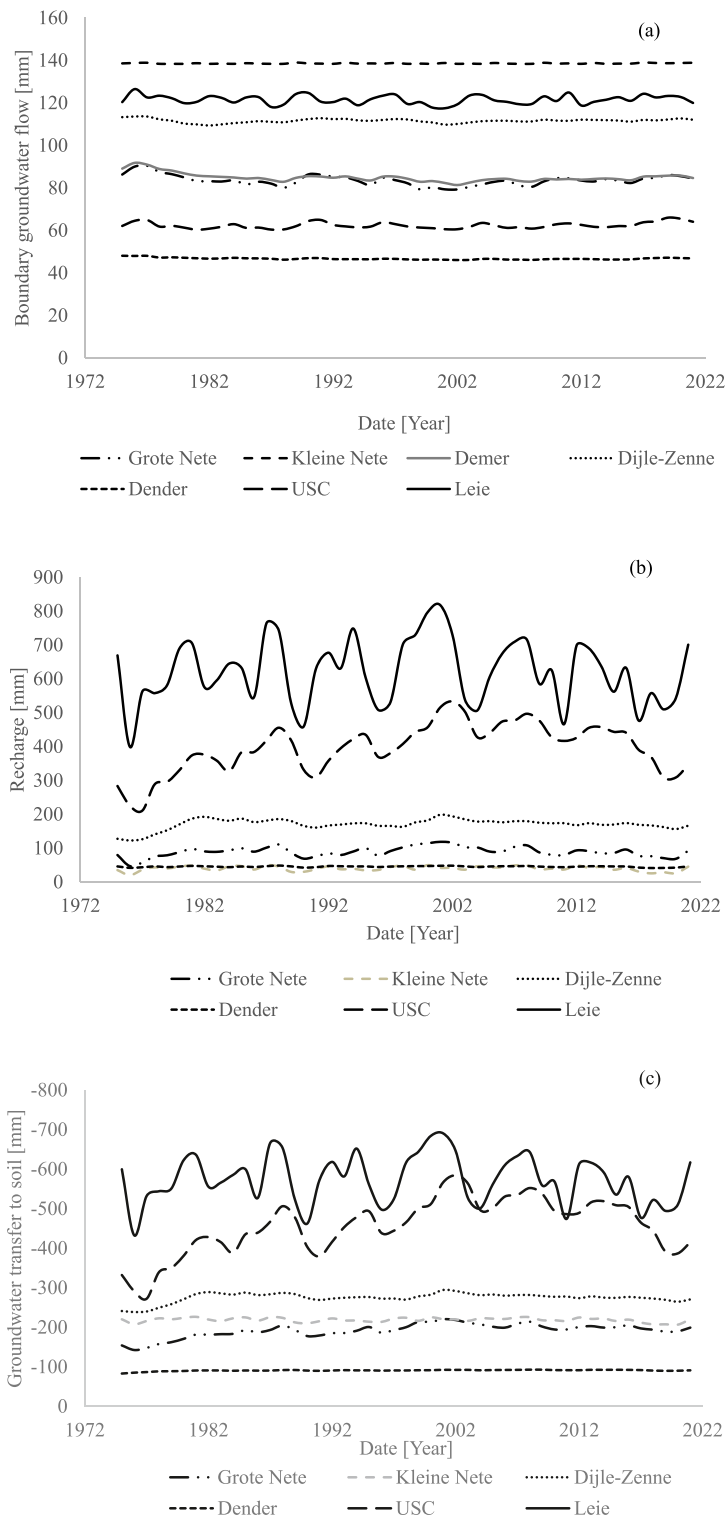 (a)
160
140
120
100
80
60
40
20
0
Boundary groundwater flow [mm]
1972 1982 1992 2002 2012 2022
Date [Year]
Grote Nete Kleine Nete Demer Dijle-Zenne
Dender USC Leie
(b)
900
800
700
600
500
400
300
200
100
0
Recharge [mm]
1972 1982 1992 2002 2012 2022
Date [Year]
Grote Nete Kleine Nete Dijle-Zenne
Dender USC Leie
(c)
-800
-700
-600
-500
-400
-300
-200
-100
0
Groundwater transfer to soil [mm]
1972 1982 1992 2002 2012 2022
Date [Year]
Grote Nete Kleine Nete Dijle-Zenne
Dender USC Leie